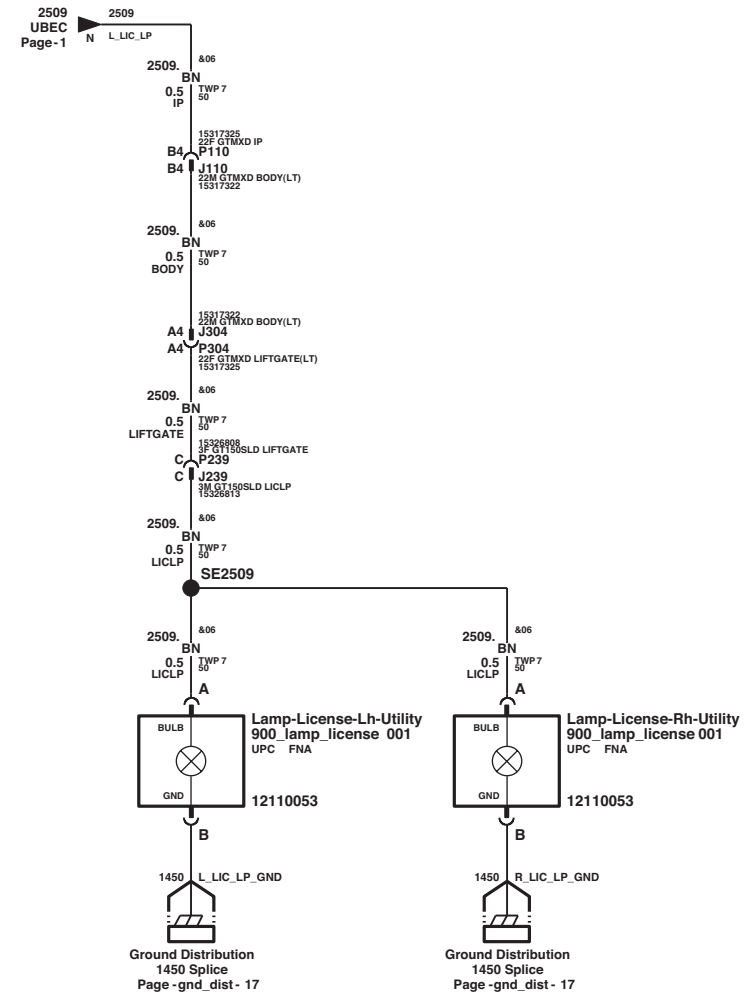 2509
UBEC
Page-1
N
2509
L_LIC_LP
2509.
&06
BN
0.5
TWP 7
50
IP
15317325
22F GTMXD IP
B4 P110
B4 J110
22M GTMXD BODY(LT)
15317322
2509.
&06
BN
0.5
TWP 7
50
BODY
15317322
22M GTMXD BODY(LT)
A4 J304
A4 P304
22F GTMXD LIFTGATE(LT)
15317325
2509.
&06
BN
0.5
TWP 7
50
LIFTGATE
15326808
3F GT150SLD LIFTGATE
C P239
C J239
3M GT150SLD LICLP
15326813
2509.
&06
BN
0.5
TWP 7
50
LICLP
SE2509
2509.
&06
BN
0.5
TWP 7
50
LICLP
A
Lamp-License-Lh-Utility
900_lamp_license 001
UPC FNA
BULB
GND
12110053
B
1450
L_LIC_LP_GND
Ground Distribution
1450 Splice
Page -gnd_dist - 17
2509.
&06
BN
0.5
TWP 7
50
LICLP
A
Lamp-License-Rh-Utility
900_lamp_license 001
UPC FNA
BULB
GND
12110053
B
1450
R_LIC_LP_GND
Ground Distribution
1450 Splice
Page -gnd_dist - 17